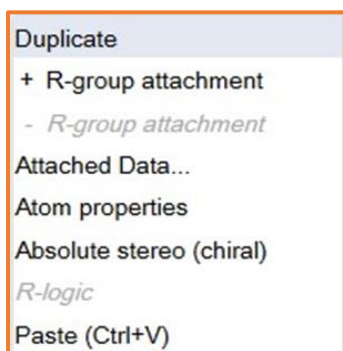 Duplicate
+ R-group attachment
- R-group attachment
Attached Data...
Atom properties
Absolute stereo (chiral)
R-logic
Paste (Ctrl+V)